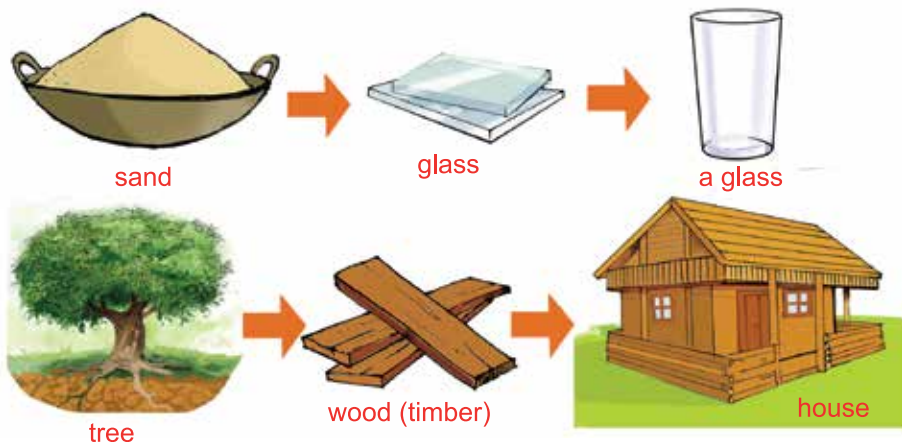 sand
glass
a glass
tree
wood (timber)
house